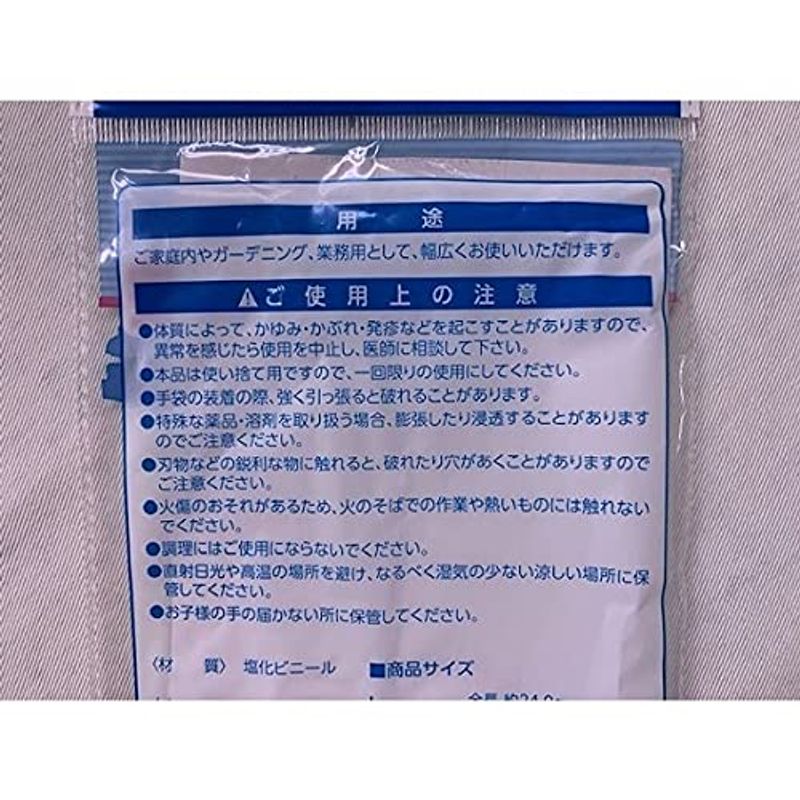 用途
ご家庭内やガーデニング、業務用として、幅広くお使いいただけます。
⚠ご使用上の注意
●体質によって、かゆみ・かぶれ・発疹などを起こすことがありますので、
異常を感じたら使用を中止し、医師に相談して下さい。
●本品は使い捨て用ですので、一回限りの使用にしてください。
●手袋の装着の際、強く引っ張ると破れることがあります。
●特殊な薬品・溶剤を取り扱う場合、膨張したり浸透することがあります
のでご注意ください。
●刃物などの鋭利な物に触れると、破れたり穴があくことがありますので
ご注意ください。
●火傷のおそれがあるため、火のそばでの作業や熱いものには触れない
でください。
●調理にはご使用にならないでください。
●直射日光や高温の場所を避け、なるべく湿気の少ない涼しい場所に保
管してください。
●お子様の手の届かない所に保管してください。
〈材質〉 塩化ビニール ■商品サイズ
全長 約24.0